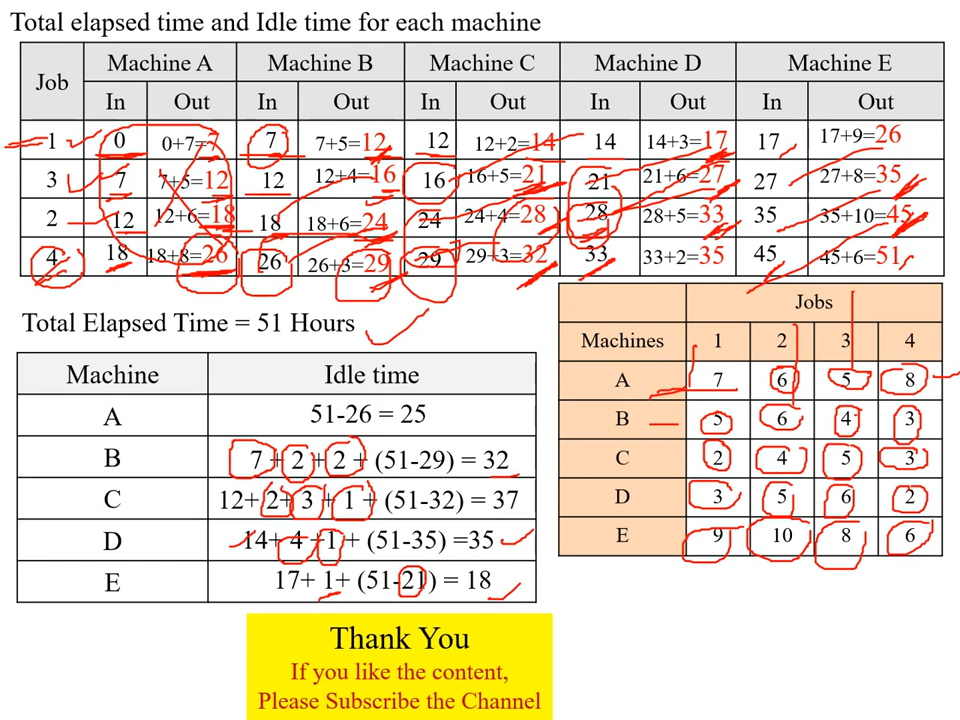 Total elapsed time and Idle time for each machine
Job Machine A Machine B Machine C Machine D Machine E
In Out In Out In Out In Out In Out
1 0 0+7=7 7 7+5=12 12 12+2=14 14 14+3=17 17 17+9=26
3 7 7+5=12 12 12+4=16 16 16+5=21 21 21+6=27 27 27+8=35
2 12 12+6=18 18 18+6=24 24 24+4=28 28 28+5=33 35 35+10=45
4 18 18+8=26 26 26+3=29 29 29+3=32 33 33+2=35 45 45+6=51
Total Elapsed Time = 51 Hours
Machine Idle time
A 51-26 = 25
B 7+2+2+ (51-29) = 32
C 12+ 2+ 3 + 1+ (51-32) = 37
D 14+ 4 +1+ (51-35) =35
E 17+ 1+ (51-21) = 18
Jobs
Machines 1 2 3 4
A 7 6 5 8
B 5 6 4 3
C 2 4 5 3
D 3 5 6 2
E 9 10 8 6
Thank You
If you like the content,
Please Subscribe the Channel